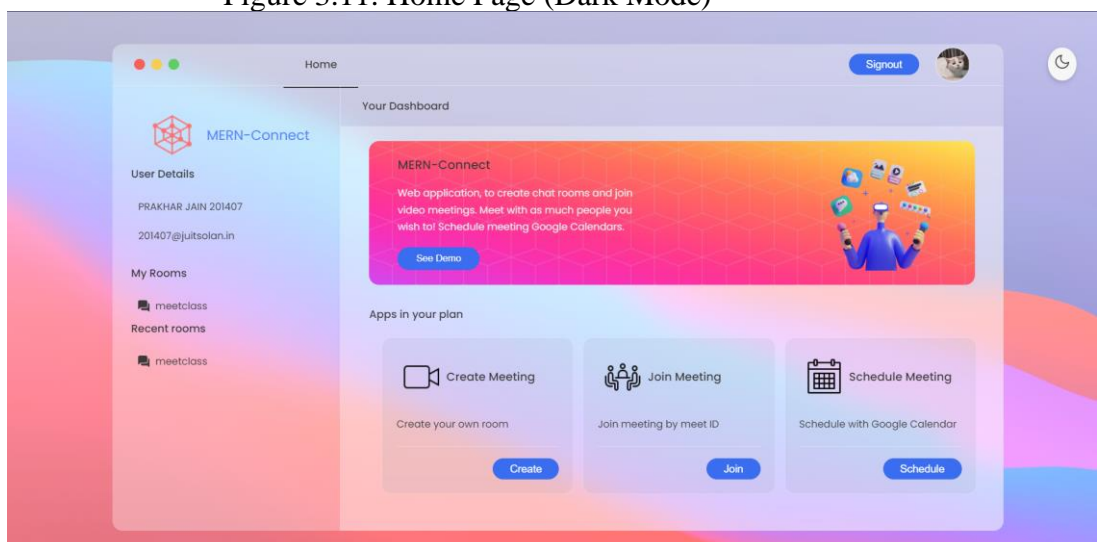 Figure 3.11: Home Page (Dark Mode)
Home
Signout
MERN-Connect
User Details
PRAKHAR JAIN 201407
201407@juitsolan.in
My Rooms
meetclass
Recent rooms
meetclass
Your Dashboard
MERN-Connect
Web application, to create chat rooms and join
video meetings. Meet with as much people you
wish to! Schedule meeting Google Calendars.
See Demo
Apps in your plan
Create Meeting
Create your own room
Create
Join Meeting
Join meeting by meet ID
Join
Schedule Meeting
Schedule with Google Calendar
Schedule